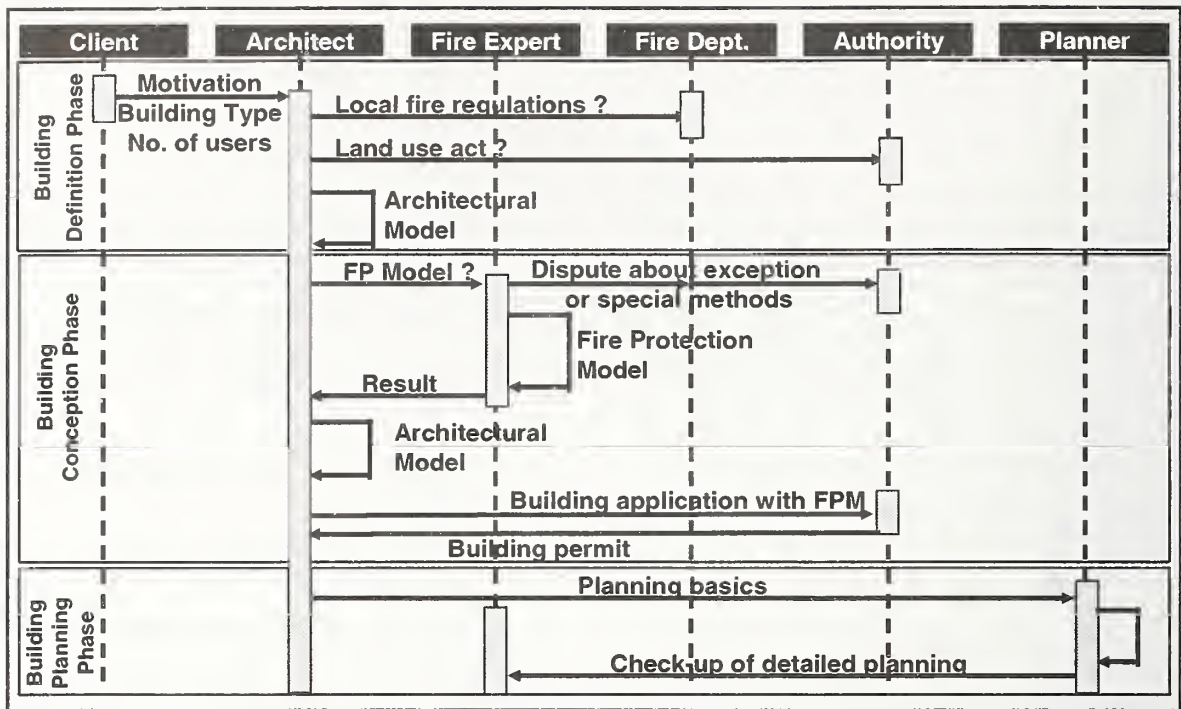 Client
Architect
Fire Expert
Fire Dept.
Authority
Planner
Building
Definition Phase
Motivation
Building Type
No. of users
Local fire regulations ?
Land use act ?
Architectural
Model
Building
Conception Phase
FP Model ?
Dispute about exception
or special methods
Fire Protection
Model
Result
Architectural
Model
Building application with FPM
Building permit
Building
Planning
Phase
Planning basics
Check-up of detailed planning